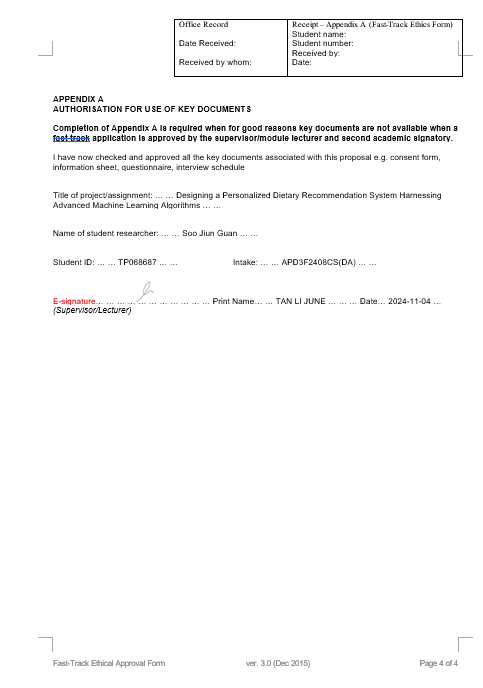 Office Record
Date Received:
Received by whom:
Receipt – Appendix A (Fast-Track Ethics Form)
Student name:
Student number:
Received by:
Date:
APPENDIX A
AUTHORISATION FOR USE OF KEY DOCUMENTS
Completion of Appendix A is required when for good reasons key documents are not available when a
fast track application is approved by the supervisor/module lecturer and second academic signatory.
I have now checked and approved all the key documents associated with this proposal e.g. consent form,
information sheet, questionnaire, interview schedule
Title of project/assignment: … … Designing a Personalized Dietary Recommendation System Harnessing
Advanced Machine Learning Algorithms … …
Name of student researcher: … … Soo Jiun Guan … …
Student ID: … … TP068687 … … Intake: … … APD3F2408CS(DA) … …
E-signature… … … … … … … … … … Print Name… … TAN LI JUNE … … … Date… 2024-11-04 …
(Supervisor/Lecturer)
Fast-Track Ethical Approval Form ver. 3.0 (Dec 2015) Page 4 of 4